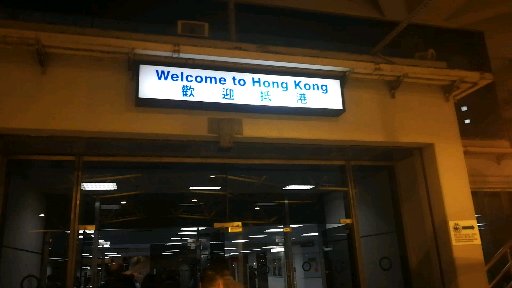 Welcome to Hong Kong
歡迎抵港